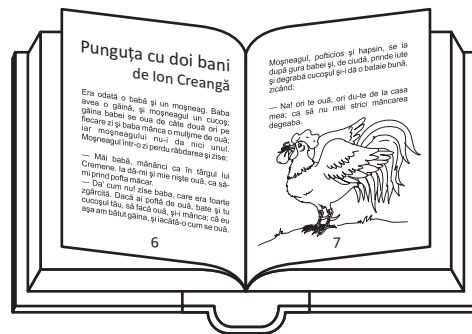 Punguța cu doi bani
de Ion Creangă
Era odată o babă și un moșneag. Baba
avea o găină, și moșneagul un cucoș;
găina babei se oua de câte două ori pe
fiecare zi și baba mânca o mulțime de ouă;
iar moșneagului nu-i da nici unul.
Moșneagul într-o zi perdu răbdarea și zise:
— Măi babă, mănânci ca în târgul lui
Cremene. Ia dă-mi și mie niște ouă, ca să-
mi prind pofta măcar.
— Da' cum nu! zise baba, care era foarte
zgârcită. Dacă ai poftă de ouă, bate și tu
cucoșul tău, să facă ouă, și-i mânca; că eu
așa am bătut găina, și iacătă-o cum se ouă.
6
Moșneagul, pofticios și hapsin, se ia
după gura babei și, de ciudă, prinde iute
și degrabă cucoșul și-i dă o bataie bună,
zicând:
— Na! ori te ouă, ori du-te de la casa
mea; ca să nu mai strici mâncarea
degeaba.
7